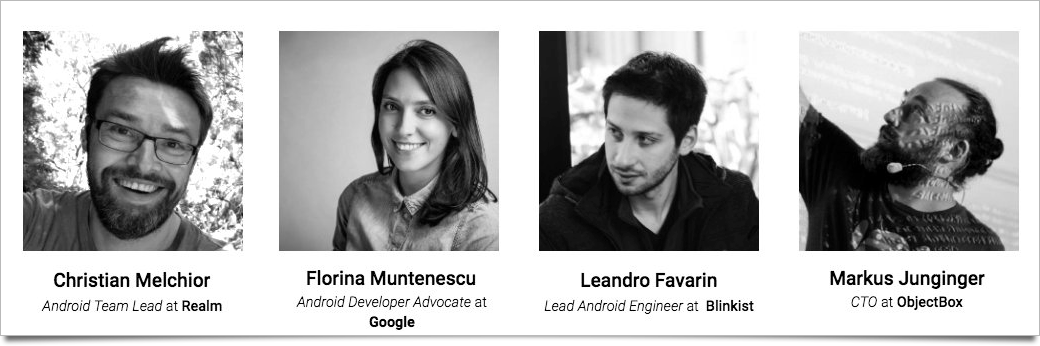 Christian Melchior
Android Team Lead at Realm
Florina Muntenescu
Android Developer Advocate at
Google
Leandro Favarin
Lead Android Engineer at Blinkist
Markus Junginger
CTO at ObjectBox